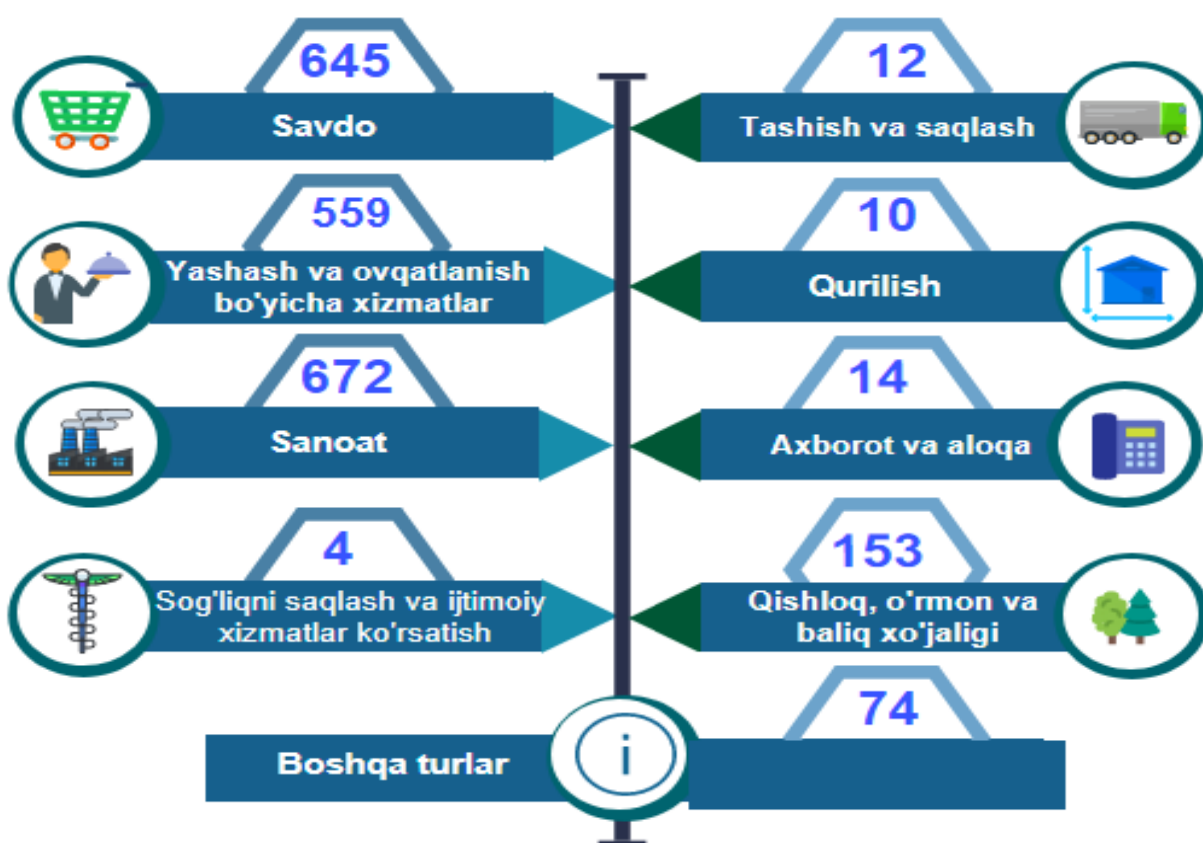 645
Savdo
12
Tashish va saqlash
559
Yashash va ovqatlanish
bo'yicha xizmatlar
10
Qurilish
672
Sanoat
14
Axborot va aloqa
4
Sog'liqni saqlash va ijtimoiy
xizmatlar ko'rsatish
153
Qishloq, o'rmon va
baliq xo'jaligi
74
Boshqa turlar
i